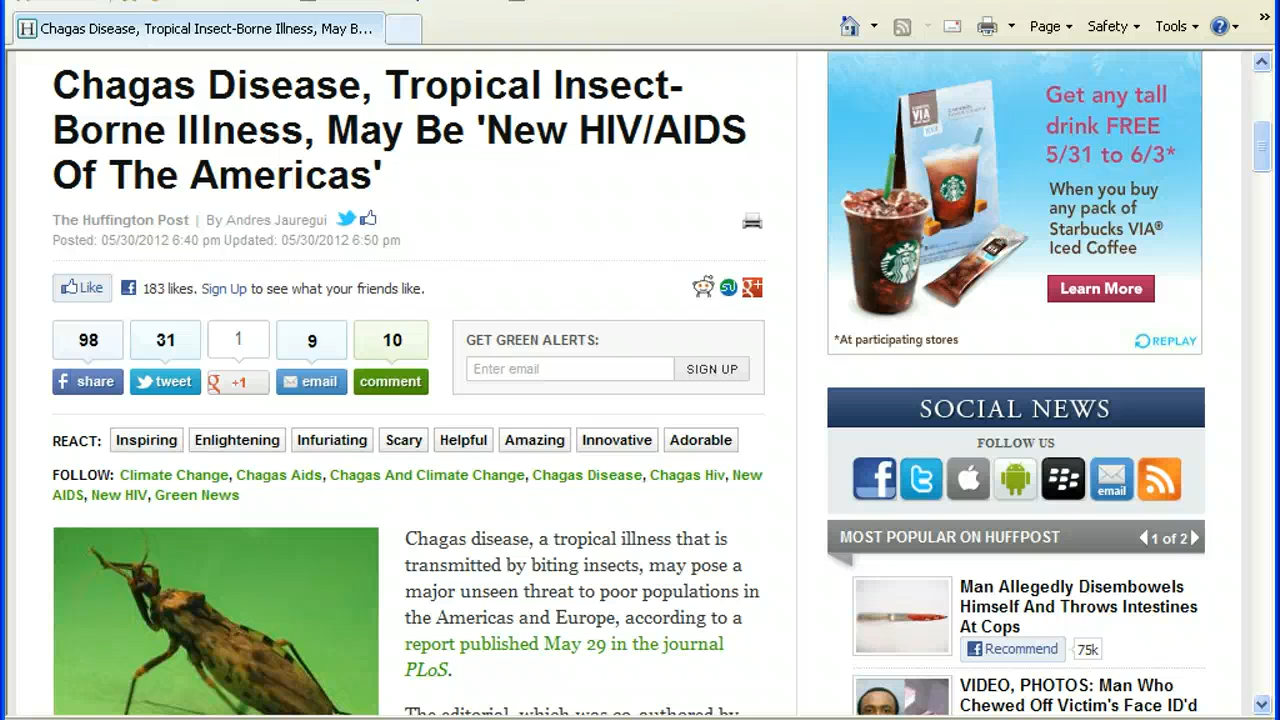 Chagas Disease, Tropical Insect-Borne Illness, May B...
Page
Safety
Tools
Chagas Disease, Tropical Insect-
Borne Illness, May Be 'New HIV/AIDS
Of The Americas'
The Huffington Post | By Andres Jauregui
Posted: 05/30/2012 6:40 pm Updated: 05/30/2012 6:50 pm
Like
183 likes. Sign Up to see what your friends like.
98
31
1
9
10
share
tweet
+1
email
comment
GET GREEN ALERTS:
Enter email
SIGN UP
REACT: Inspiring Enlightening Infuriating Scary Helpful Amazing Innovative Adorable
FOLLOW: Climate Change, Chagas Aids, Chagas And Climate Change, Chagas Disease, Chagas Hiv, New
AIDS, New HIV, Green News
Chagas disease, a tropical illness that is
transmitted by biting insects, may pose a
major unseen threat to poor populations in
the Americas and Europe, according to a
report published May 29 in the journal
PLoS.
The editorial, which was co-authored by
Get any tall
drink FREE
5/31 to 6/3*
When you buy
any pack of
Starbucks VIA®
Iced Coffee
Learn More
*At participating stores
REPLAY
VIA
SOCIAL NEWS
FOLLOW US
email
MOST POPULAR ON HUFFPOST
1 of 2
Man Allegedly Disembowels
Himself And Throws Intestines
At Cops
Recommend 75k
VIDEO, PHOTOS: Man Who
Chewed Off Victim's Face ID'd